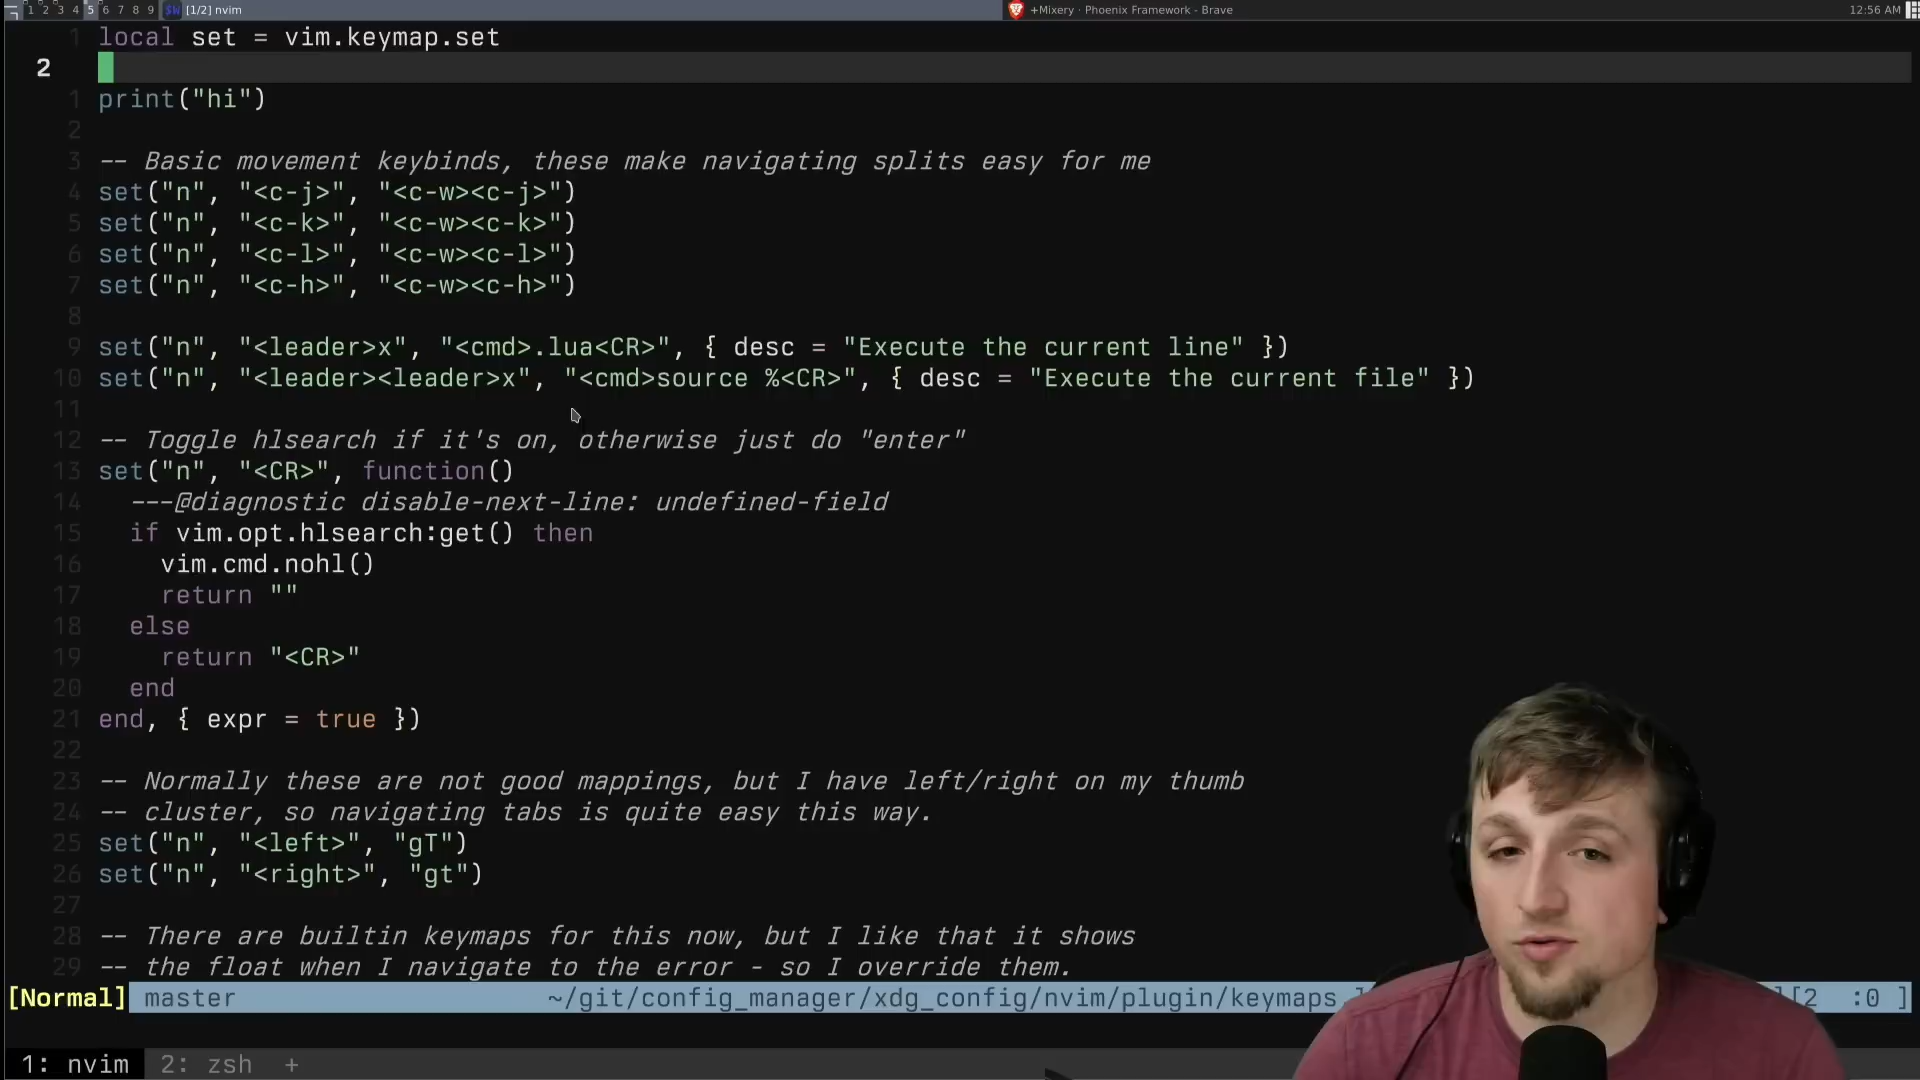 1 2 3 4 5 6 7 8 9 [1/2] nvim +Mixery · Phoenix Framework - Brave 12:56 AM
1 local set = vim.keymap.set
2
1 print("hi")
2
3 -- Basic movement keybinds, these make navigating splits easy for me
4 set("n", "<c-j>", "<c-w><c-j>")
5 set("n", "<c-k>", "<c-w><c-k>")
6 set("n", "<c-l>", "<c-w><c-l>")
7 set("n", "<c-h>", "<c-w><c-h>")
8
9 set("n", "<leader>x", "<cmd>.lua<CR>", { desc = "Execute the current line" })
10 set("n", "<leader><leader>x", "<cmd>source %<CR>", { desc = "Execute the current file" })
11
12 -- Toggle hlsearch if it's on, otherwise just do "enter"
13 set("n", "<CR>", function()
14 ---@diagnostic disable-next-line: undefined-field
15 if vim.opt.hlsearch:get() then
16 vim.cmd.nohl()
17 return ""
18 else
19 return "<CR>"
20 end
21 end, { expr = true })
22
23 -- Normally these are not good mappings, but I have left/right on my thumb
24 -- cluster, so navigating tabs is quite easy this way.
25 set("n", "<left>", "gT")
26 set("n", "<right>", "gt")
27
28 -- There are builtin keymaps for this now, but I like that it shows
29 -- the float when I navigate to the error - so I override them.
[Normal] master ~/git/config_manager/xdg_config/nvim/plugin/keymaps. [2 :0 ]
1: nvim 2: zsh +